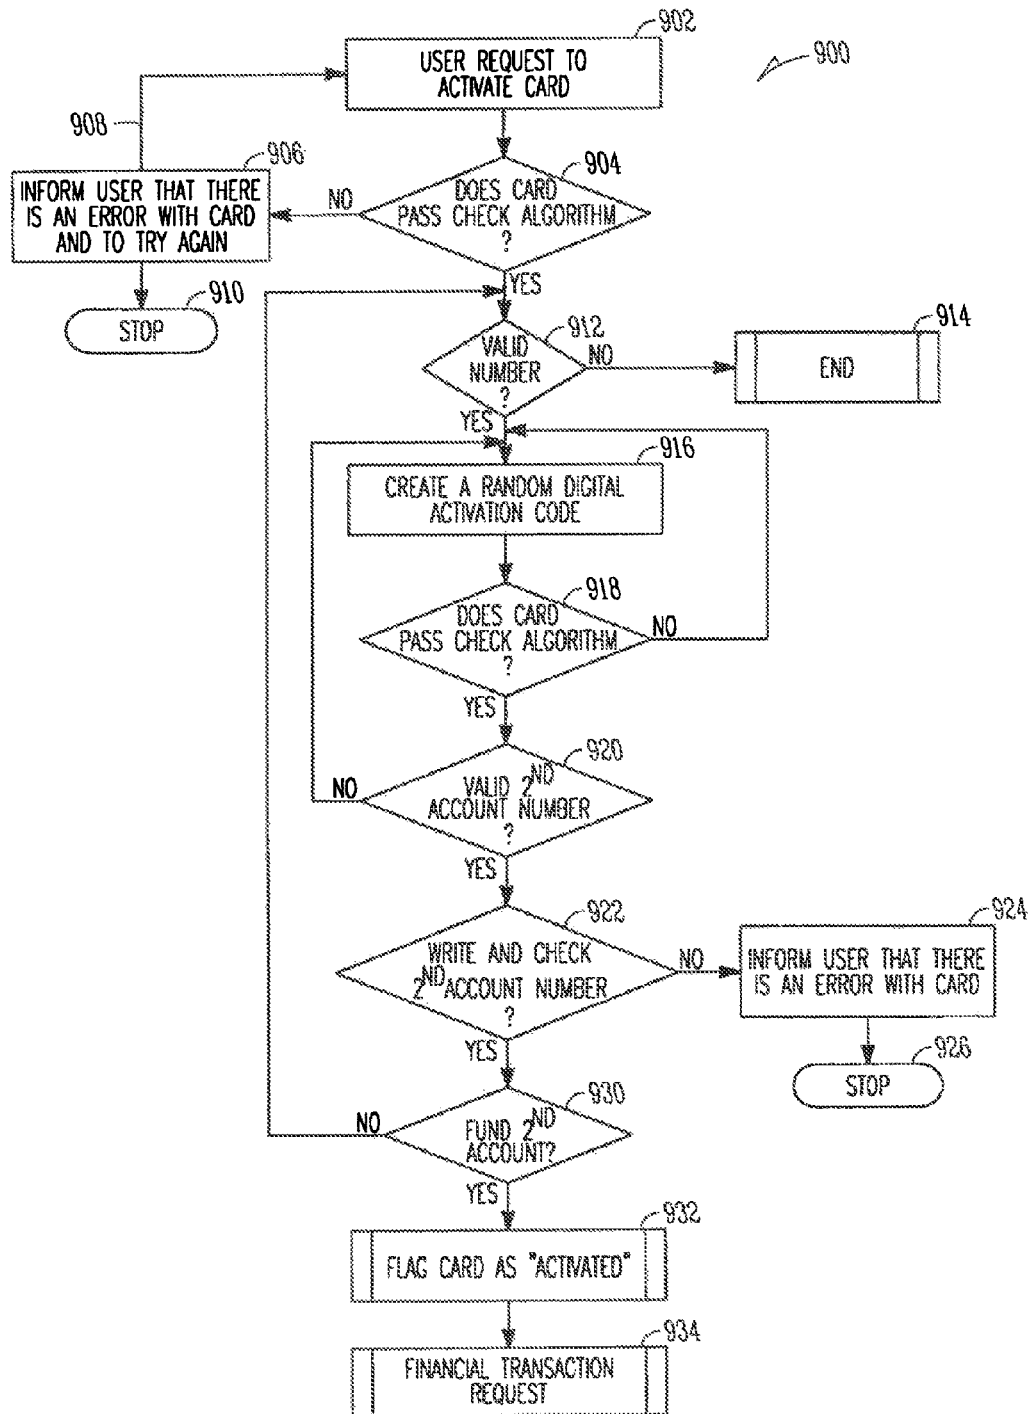 902
USER REQUEST TO
ACTIVATE CARD
900
908
906
INFORM USER THAT THERE
IS AN ERROR WITH CARD
AND TO TRY AGAIN
NO
904
DOES CARD
PASS CHECK ALGORITHM
?
YES
910
STOP
912
VALID
NUMBER
?
NO
914
END
YES
916
CREATE A RANDOM DIGITAL
ACTIVATION CODE
918
DOES CARD
PASS CHECK ALGORITHM
?
NO
YES
920
NO
VALID 2ND
ACCOUNT NUMBER
?
YES
922
WRITE AND CHECK
2ND ACCOUNT NUMBER
?
NO
924
INFORM USER THAT THERE
IS AN ERROR WITH CARD
YES
926
STOP
930
NO
FUND 2ND
ACCOUNT?
YES
932
FLAG CARD AS "ACTIVATED"
934
FINANCIAL TRANSACTION
REQUEST